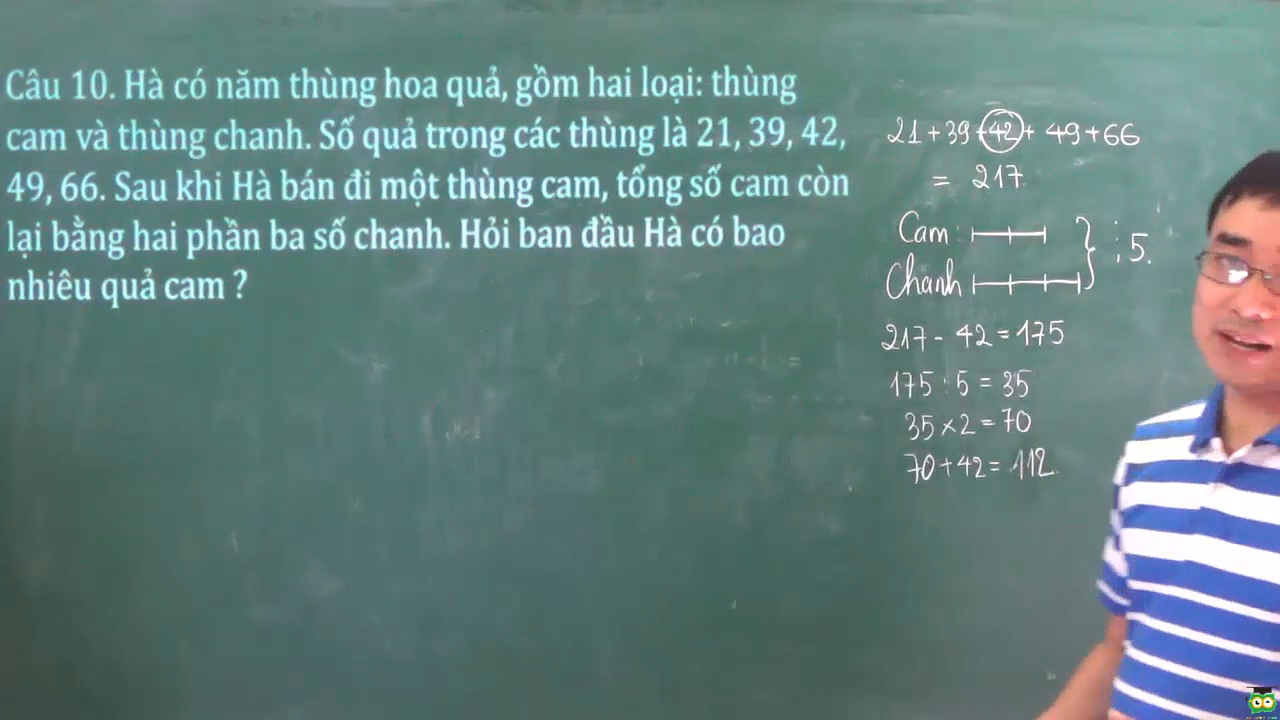 Câu 10. Hà có năm thùng hoa quả, gồm hai loại: thùng
cam và thùng chanh. Số quả trong các thùng là 21, 39, 42,
49, 66. Sau khi Hà bán đi một thùng cam, tổng số cam còn
lại bằng hai phần ba số chanh. Hỏi ban đầu Hà có bao
nhiêu quả cam ?
21 + 39 + 42 + 49 + 66
= 217
Cam :
Chanh
⋮ 5.
217 - 42 = 175
175 : 5 = 35
35 × 2 = 70
70 + 42 = 112